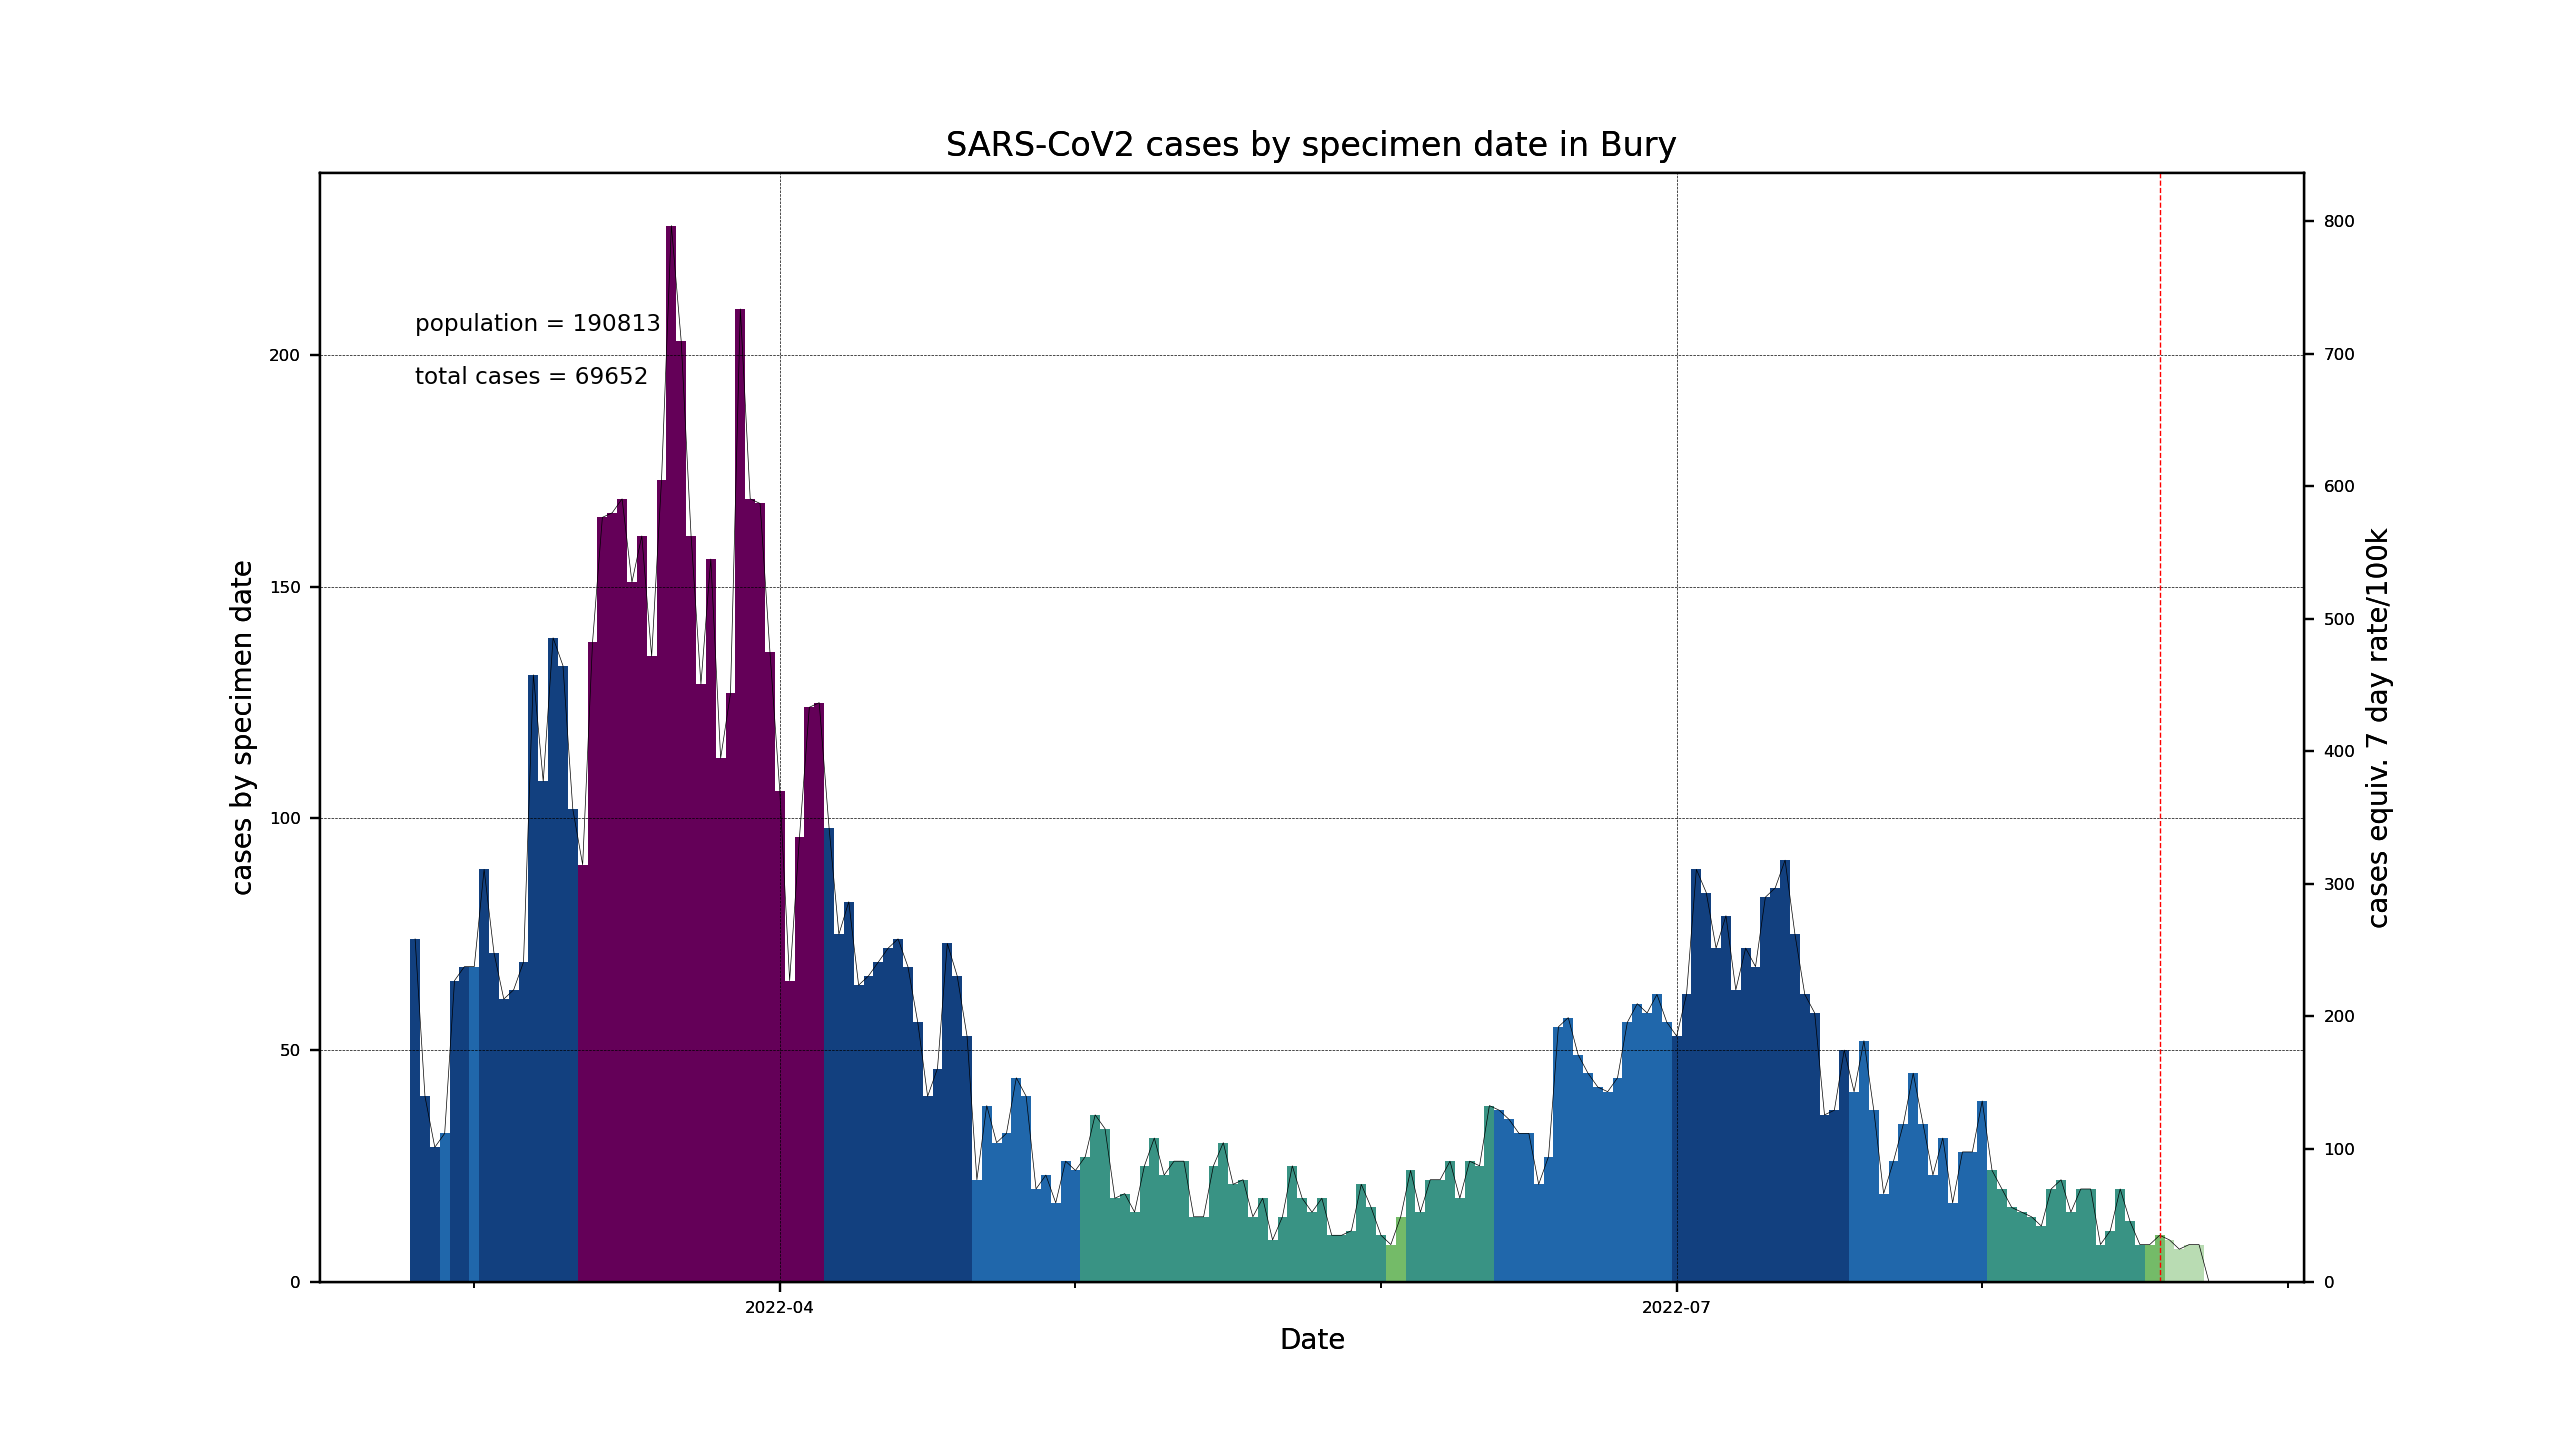 SARS-CoV2 cases by specimen date in Bury
population = 190813
total cases = 69652
cases by specimen date
200
150
100
50
0
800
700
600
500
400
300
200
100
0
cases equiv. 7 day rate/100k
2022-04
2022-07
Date